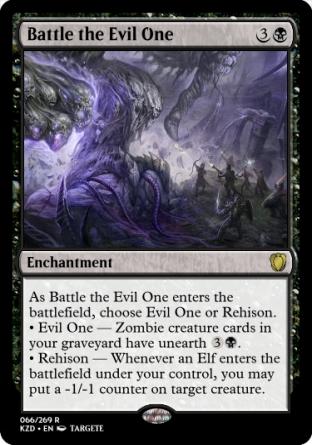 Battle the Evil One 3
Enchantment
As Battle the Evil One enters the
battlefield, choose Evil One or Rehison.
• Evil One — Zombie creature cards in
your graveyard have unearth 3.
• Rehison — Whenever an Elf enters the
battlefield under your control, you may
put a -1/-1 counter on target creature.
066/269 R
KZD • EN TARGETE